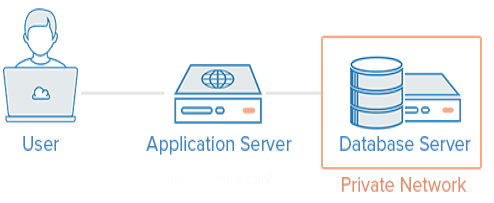 User
Application Server
Database Server
Private Network